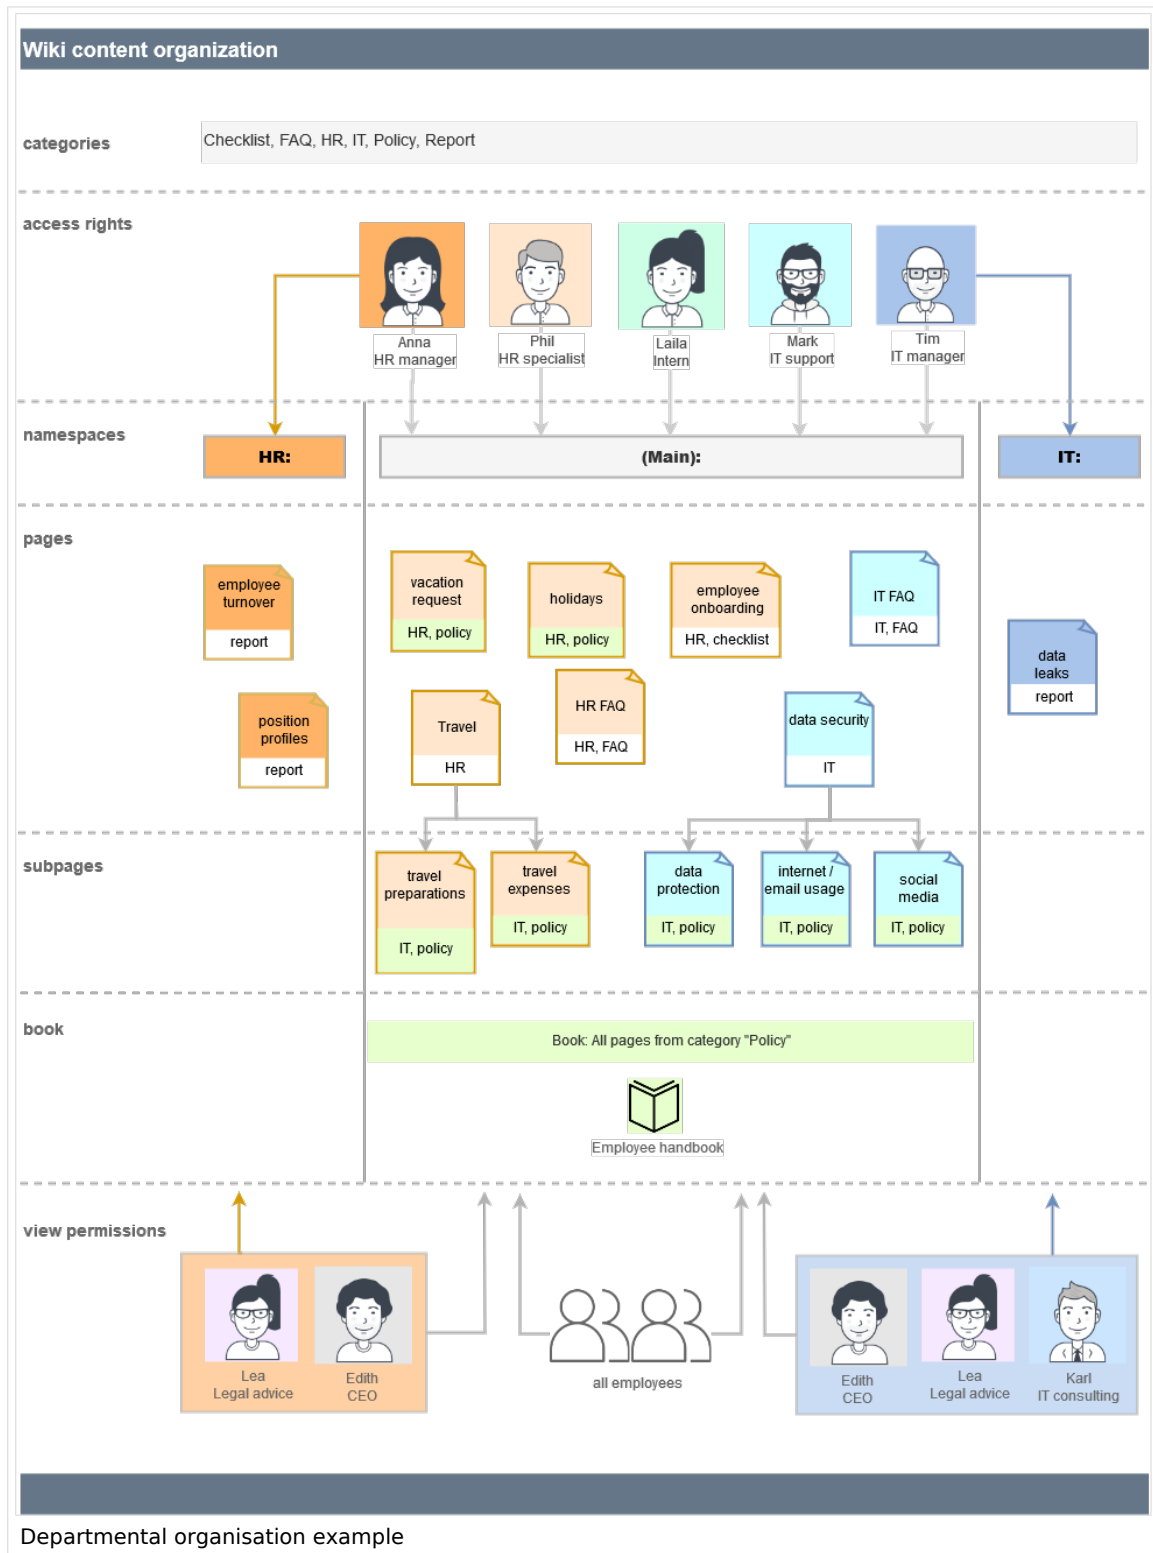 Wiki content organization
categories
Checklist, FAQ, HR, IT, Policy, Report
access rights
Anna
HR manager
Phil
HR specialist
Laila
Intern
Mark
IT support
Tim
IT manager
namespaces
HR:
(Main):
IT:
pages
employee
turnover
report
vacation
request
HR, policy
holidays
HR, policy
employee
onboarding
HR, checklist
IT FAQ
IT, FAQ
data
leaks
report
position
profiles
report
Travel
HR
HR FAQ
HR, FAQ
data security
IT
subpages
travel
preparations
IT, policy
travel
expenses
IT, policy
data
protection
IT, policy
internet /
email usage
IT, policy
social
media
IT, policy
book
Book: All pages from category "Policy"
Employee handbook
view permissions
Lea
Legal advice
Edith
CEO
all employees
Edith
CEO
Lea
Legal advice
Karl
IT consulting
Departmental organisation example